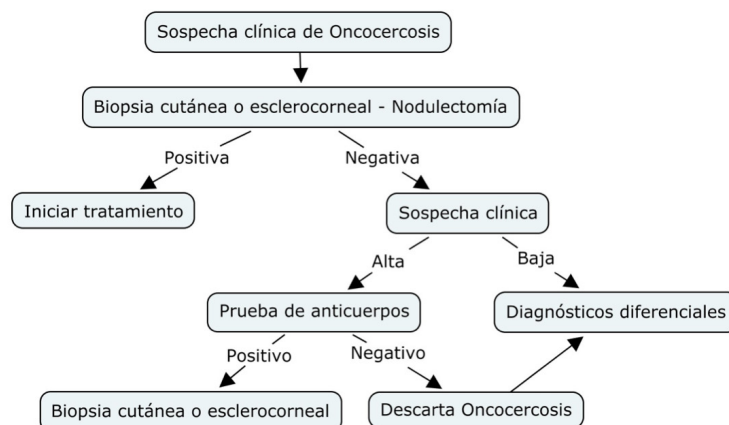 Sospecha clínica de Oncocercosis
Biopsia cutánea o esclerocorneal - Nodulectomía
Positiva
Negativa
Iniciar tratamiento
Sospecha clínica
Alta
Baja
Prueba de anticuerpos
Diagnósticos diferenciales
Positivo
Negativo
Biopsia cutánea o esclerocorneal
Descarta Oncocercosis